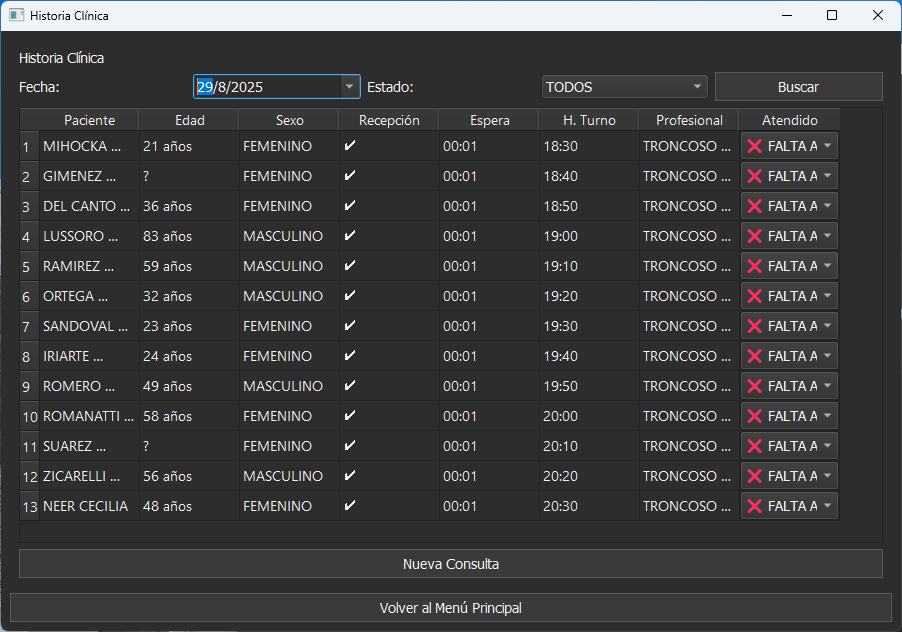 Historia Clínica
Historia Clínica
Fecha: 29/8/2025 Estado: TODOS Buscar
Paciente Edad Sexo Recepción Espera H. Turno Profesional Atendido
1 MIHOCKA ... 21 años FEMENINO ✔ 00:01 18:30 TRONCOSO ... ❌ FALTA A
2 GIMENEZ ... ? FEMENINO ✔ 00:01 18:40 TRONCOSO ... ❌ FALTA A
3 DEL CANTO ... 36 años FEMENINO ✔ 00:01 18:50 TRONCOSO ... ❌ FALTA A
4 LUSSORO ... 83 años MASCULINO ✔ 00:01 19:00 TRONCOSO ... ❌ FALTA A
5 RAMIREZ ... 59 años MASCULINO ✔ 00:01 19:10 TRONCOSO ... ❌ FALTA A
6 ORTEGA ... 32 años MASCULINO ✔ 00:01 19:20 TRONCOSO ... ❌ FALTA A
7 SANDOVAL ... 23 años FEMENINO ✔ 00:01 19:30 TRONCOSO ... ❌ FALTA A
8 IRIARTE ... 24 años FEMENINO ✔ 00:01 19:40 TRONCOSO ... ❌ FALTA A
9 ROMERO ... 49 años MASCULINO ✔ 00:01 19:50 TRONCOSO ... ❌ FALTA A
10 ROMANATTI ... 58 años FEMENINO ✔ 00:01 20:00 TRONCOSO ... ❌ FALTA A
11 SUAREZ ... ? FEMENINO ✔ 00:01 20:10 TRONCOSO ... ❌ FALTA A
12 ZICARELLI ... 56 años MASCULINO ✔ 00:01 20:20 TRONCOSO ... ❌ FALTA A
13 NEER CECILIA 48 años FEMENINO ✔ 00:01 20:30 TRONCOSO ... ❌ FALTA A
Nueva Consulta
Volver al Menú Principal